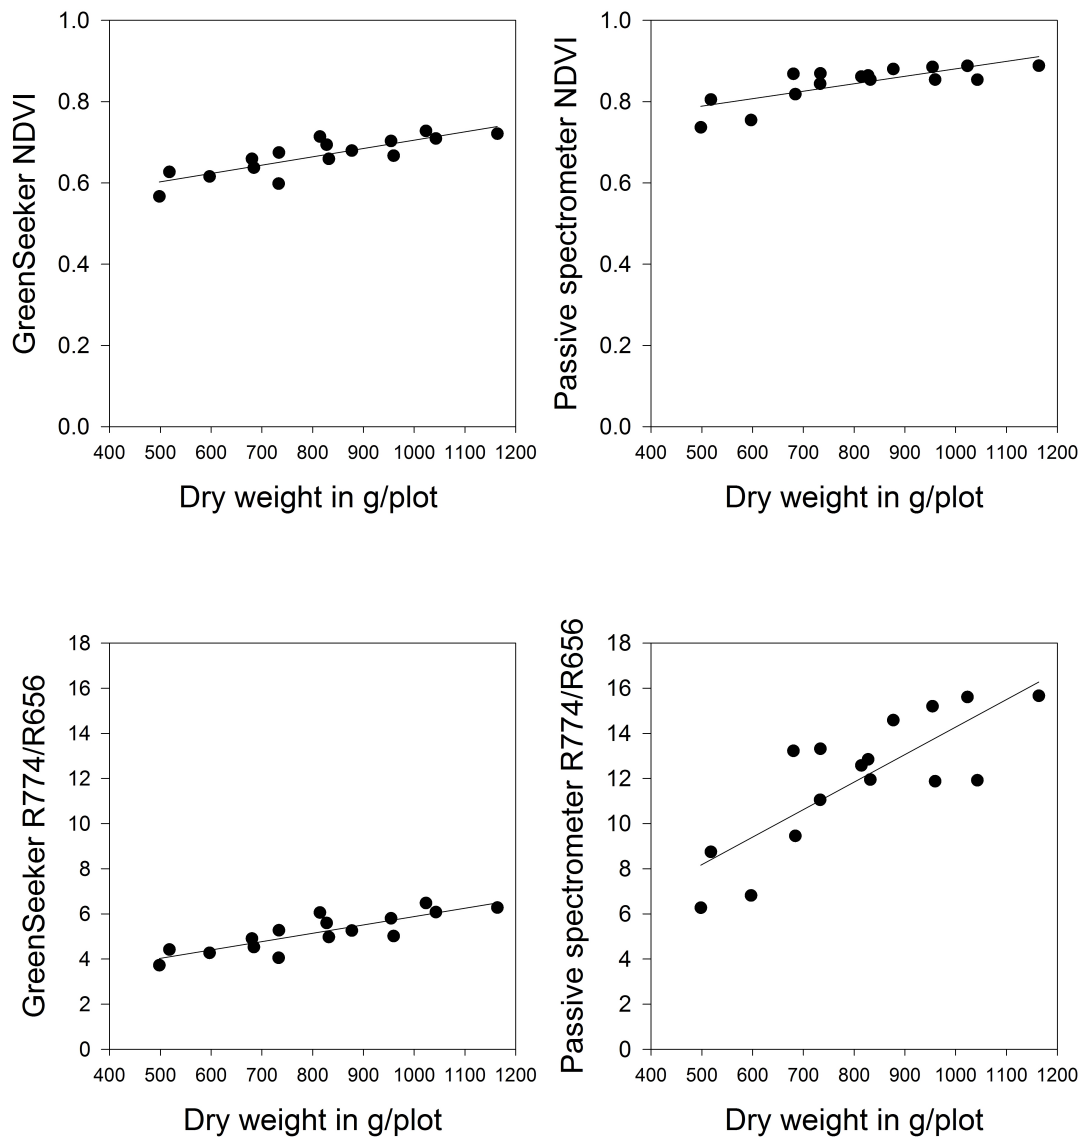 GreenSeeker NDVI
1.0
0.8
0.6
0.4
0.2
0.0
400 500 600 700 800 900 1000 1100 1200
Dry weight in g/plot
Passive spectrometer NDVI
1.0
0.8
0.6
0.4
0.2
0.0
400 500 600 700 800 900 1000 1100 1200
Dry weight in g/plot
GreenSeeker R774/R656
18
16
14
12
10
8
6
4
2
0
400 500 600 700 800 900 1000 1100 1200
Dry weight in g/plot
Passive spectrometer R774/R656
18
16
14
12
10
8
6
4
2
0
400 500 600 700 800 900 1000 1100 1200
Dry weight in g/plot